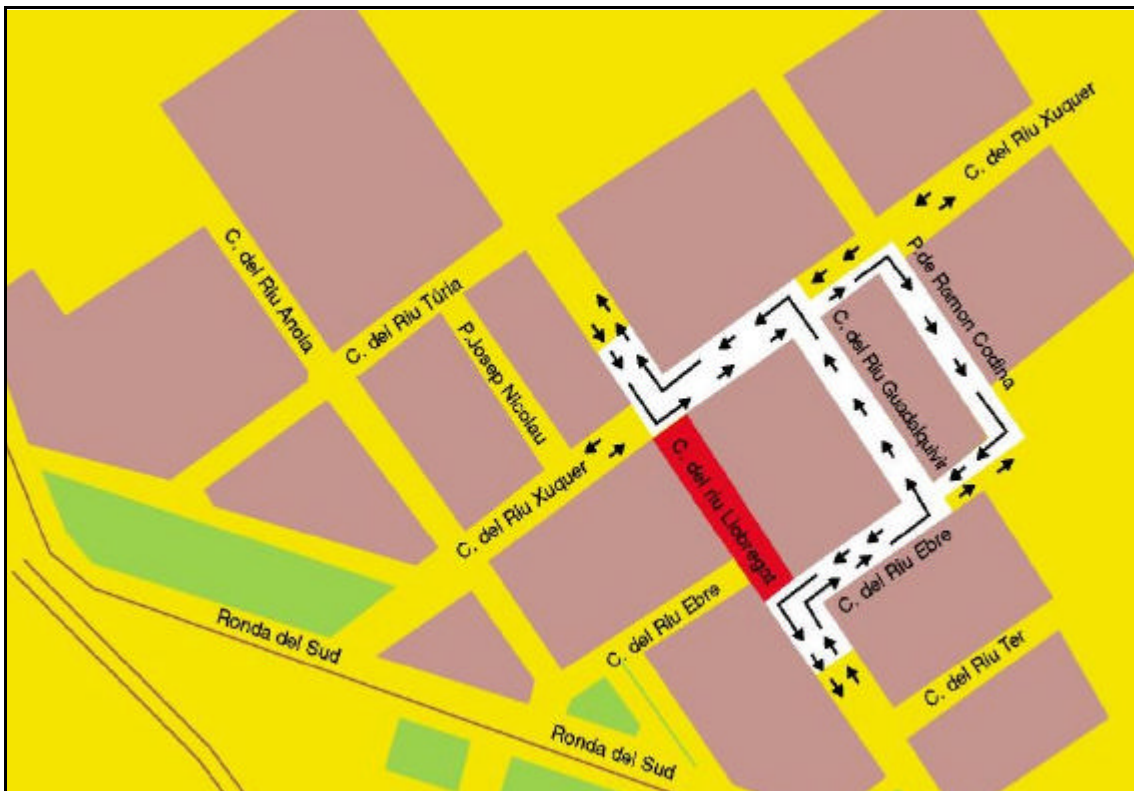 C. del Riu Xuquer
C. del Riu Anoia
C. del Riu Túria
P.Josep Nicolau
P.de Ramon Codina
C. del Riu Guadalquivir
C. del Riu Xuquer
C. del riu Llobregat
C. del Riu Ebre
C. del Riu Ebre
Ronda del Sud
C. del Riu Ter
Ronda del Sud